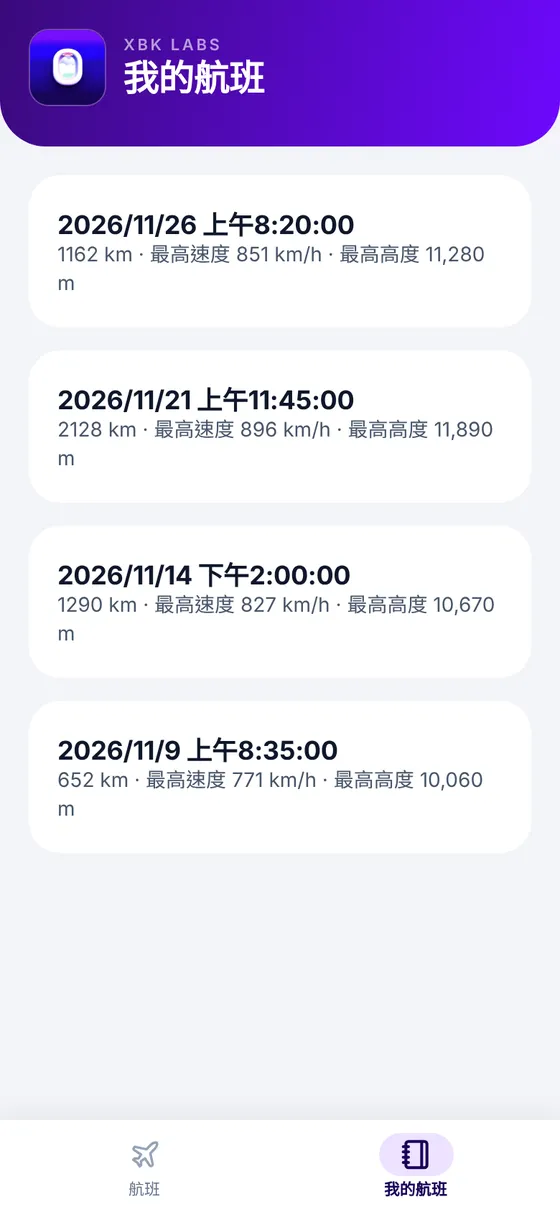 XBK LABS
我的航班
2026/11/26 上午8:20:00
1162 km · 最高速度 851 km/h · 最高高度 11,280
m
2026/11/21 上午11:45:00
2128 km · 最高速度 896 km/h · 最高高度 11,890
m
2026/11/14 下午2:00:00
1290 km · 最高速度 827 km/h · 最高高度 10,670
m
2026/11/9 上午8:35:00
652 km · 最高速度 771 km/h · 最高高度 10,060
m
航班
我的航班